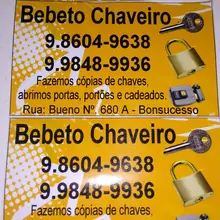 Bebeto Chaveiro
9.8604-9638
9.9848-9936
Fazemos cópias de chaves,
abrimos portas, portões e cadeados.
Rua: Bueno Nº. 680 A - Bonsucesso
Bebeto Chaveiro
9.8604-9638
9.9848-9936
Fazemos cópias de chaves,